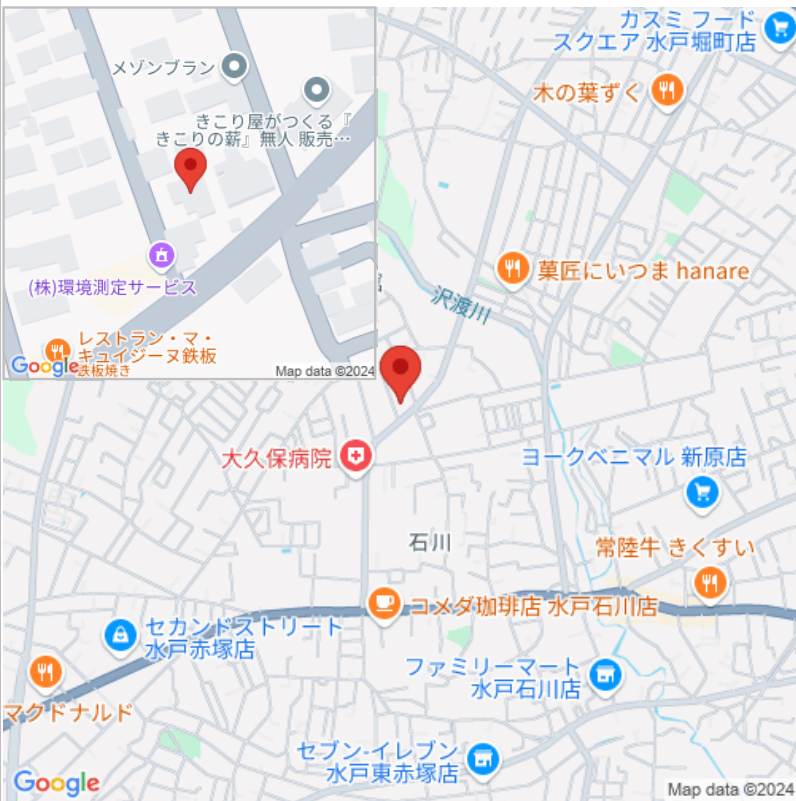 メゾンブラン
きこり屋がつくる『
きこりの薪』無人 販売…
(株)環境測定サービス
レストラン・マ・
キュイジーヌ鉄板
鉄板焼き
Google
Map data ©2024
カスミ フード
スクエア 水戸堀町店
木の葉ずく
菓匠にいつま hanare
沢渡川
大久保病院
ヨークベニマル 新原店
石川
常陸牛 きくすい
コメダ珈琲店 水戸石川店
セカンドストリート
水戸赤塚店
ファミリーマート
水戸石川店
マクドナルド
セブン-イレブン
水戸東赤塚店
Google
Map data ©2024